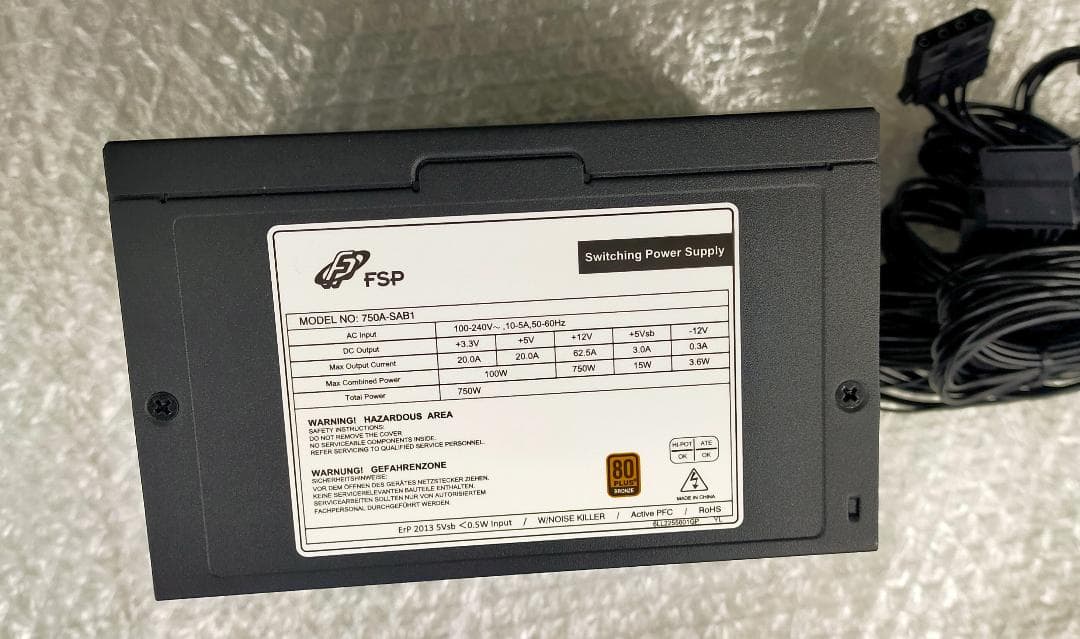 FSP
Switching Power Supply
MODEL NO: 750A-SAB1
AC Input 100-240V～ ,10-5A,50-60Hz
DC Output +3.3V +5V +12V +5Vsb -12V
Max Output Current 20.0A 20.0A 62.5A 3.0A 0.3A
Max Combined Power 100W 750W 15W 3.6W
Total Power 750W
WARNING! HAZARDOUS AREA
SAFETY INSTRUCTIONS:
DO NOT REMOVE THE COVER
NO SERVICEABLE COMPONENTS INSIDE.
REFER SERVICING TO QUALIFIED SERVICE PERSONNEL.
WARNUNG! GEFAHRENZONE
SICHERHEITSHINWEISE:
VOR DEM ÖFFNEN DES GERÄTES NETZSTECKER ZIEHEN.
KEINE SERVICERELEVANTEN BAUTEILE ENTHALTEN.
SERVICEARBEITEN SOLLTEN NUR VON AUTORISIERTEM
FACHPERSONAL DURCHGEFÜHRT WERDEN.
80
PLUS
BRONZE
HI-POT ATE
OK OK
MADE IN CHINA
ErP 2013 5Vsb <0.5W Input / W/NOISE KILLER / Active PFC / RoHS
6LL2255001GP YL